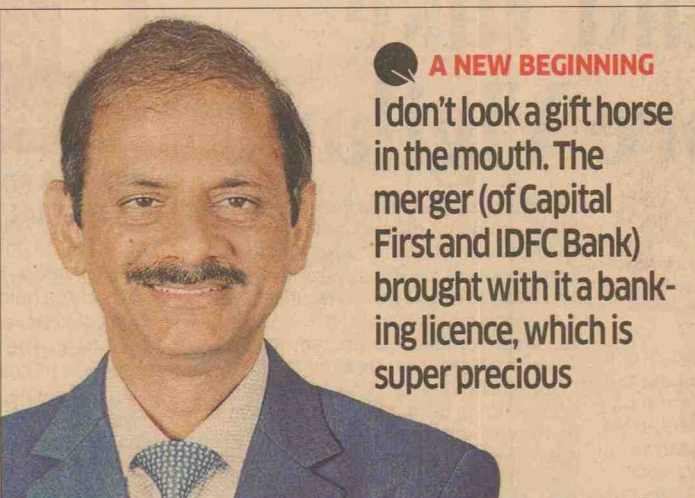 A NEW BEGINNING
I don't look a gift horse
in the mouth. The
merger (of Capital
First and IDFC Bank)
brought with it a bank-
ing licence, which is
super precious